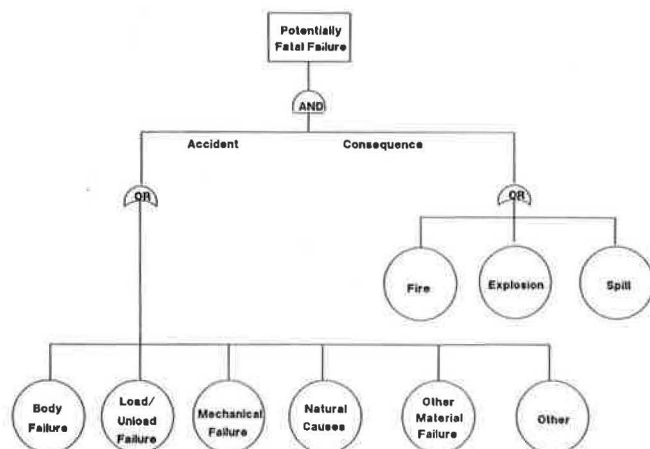 Potentially
Fatal Failure
AND
Accident
Consequence
OR
OR
Fire
Explosion
Spill
Body
Failure
Load/
Unload
Failure
Mechanical
Failure
Natural
Causes
Other
Material
Failure
Other